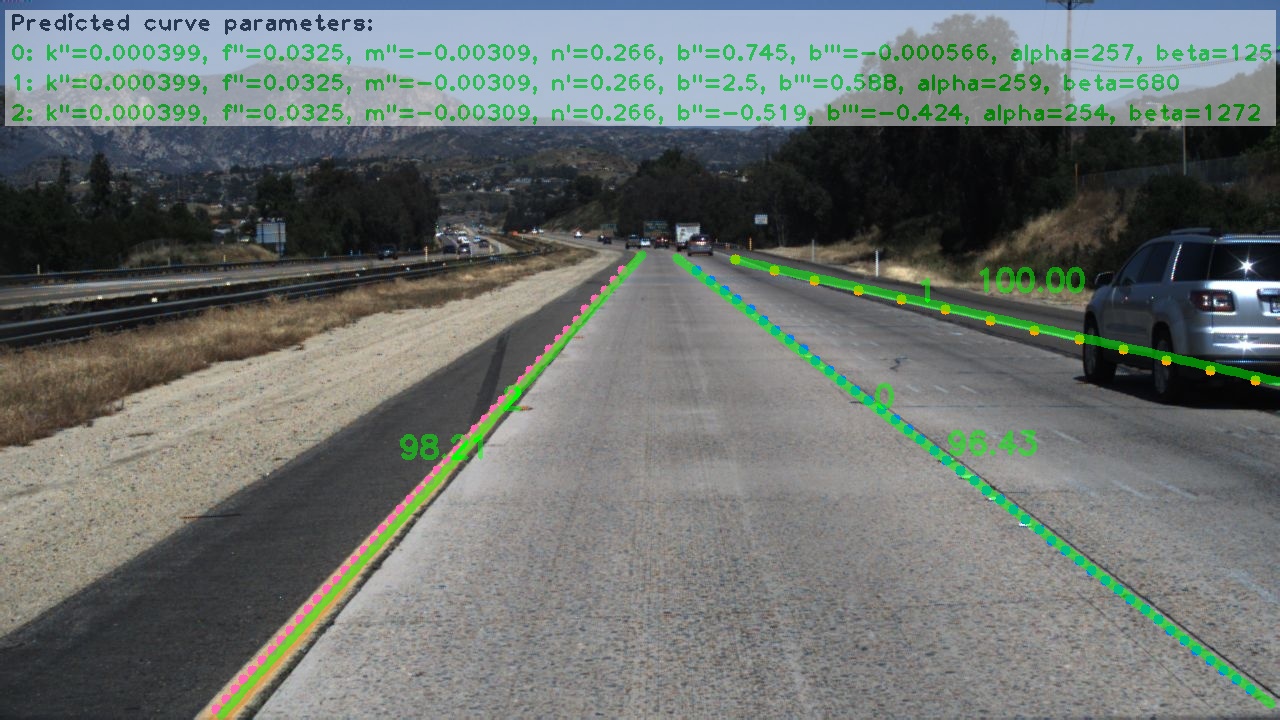 Predicted curve parameters:
0: k''=0.000399, f''=0.0325, m''=-0.00309, n'=0.266, b''=0.745, b'''=-0.000566, alpha=257, beta=125
1: k''=0.000399, f''=0.0325, m''=-0.00309, n'=0.266, b''=2.5, b'''=0.588, alpha=259, beta=680
2: k''=0.000399, f''=0.0325, m''=-0.00309, n'=0.266, b''=-0.519, b'''=-0.424, alpha=254, beta=1272
1 100.00
2 0
98.21 96.43